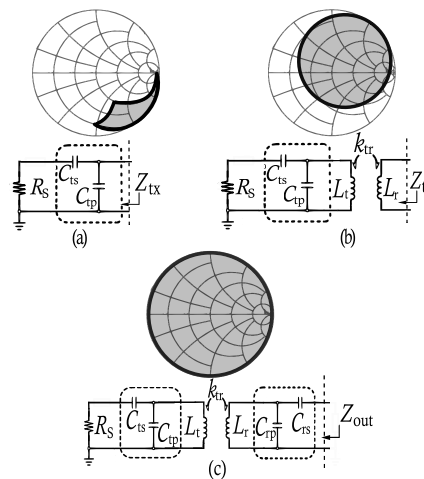 R_S
C_ts
C_tp
Z_tx
(a)
k_tr
R_S
C_ts
C_tp
L_t
L_r
(b)
k_tr
R_S
C_ts
C_tp
L_t
L_r
C_rp
C_rs
Z_out
(c)